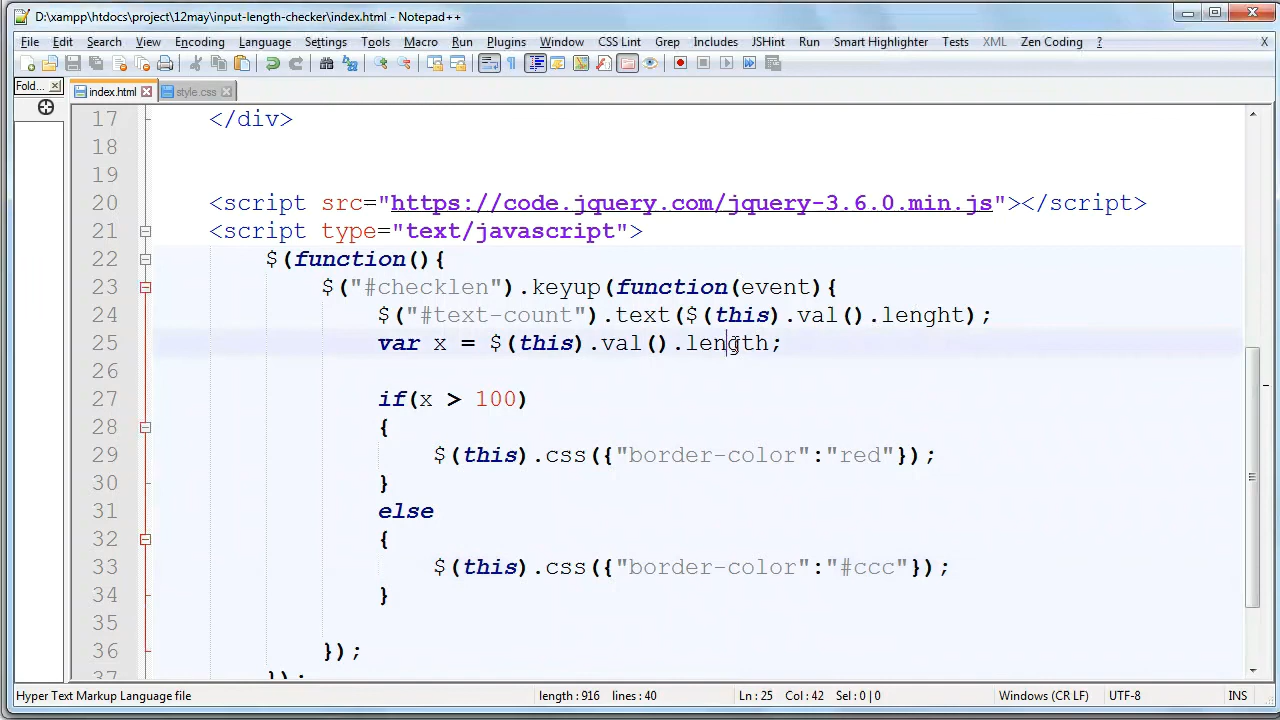 D:\xampp\htdocs\project\12may\input-length-checker\index.html - Notepad++
File Edit Search View Encoding Language Settings Tools Macro Run Plugins Window CSS Lint Grep Includes JSHint Run Smart Highlighter Tests XML Zen Coding ? X
Fold...
index.html style.css
17 </div>
18
19
20 <script src="https://code.jquery.com/jquery-3.6.0.min.js"></script>
21 <script type="text/javascript">
22 $(function(){
23 $("#checklen").keyup(function(event){
24 $("#text-count").text($(this).val().lenght);
25 var x = $(this).val().length;
26
27 if(x > 100)
28 {
29 $(this).css({"border-color":"red"});
30 }
31 else
32 {
33 $(this).css({"border-color":"#ccc"});
34 }
35
36 });
37 });
Hyper Text Markup Language file length : 916 lines : 40 Ln : 25 Col : 42 Sel : 0 | 0 Windows (CR LF) UTF-8 INS